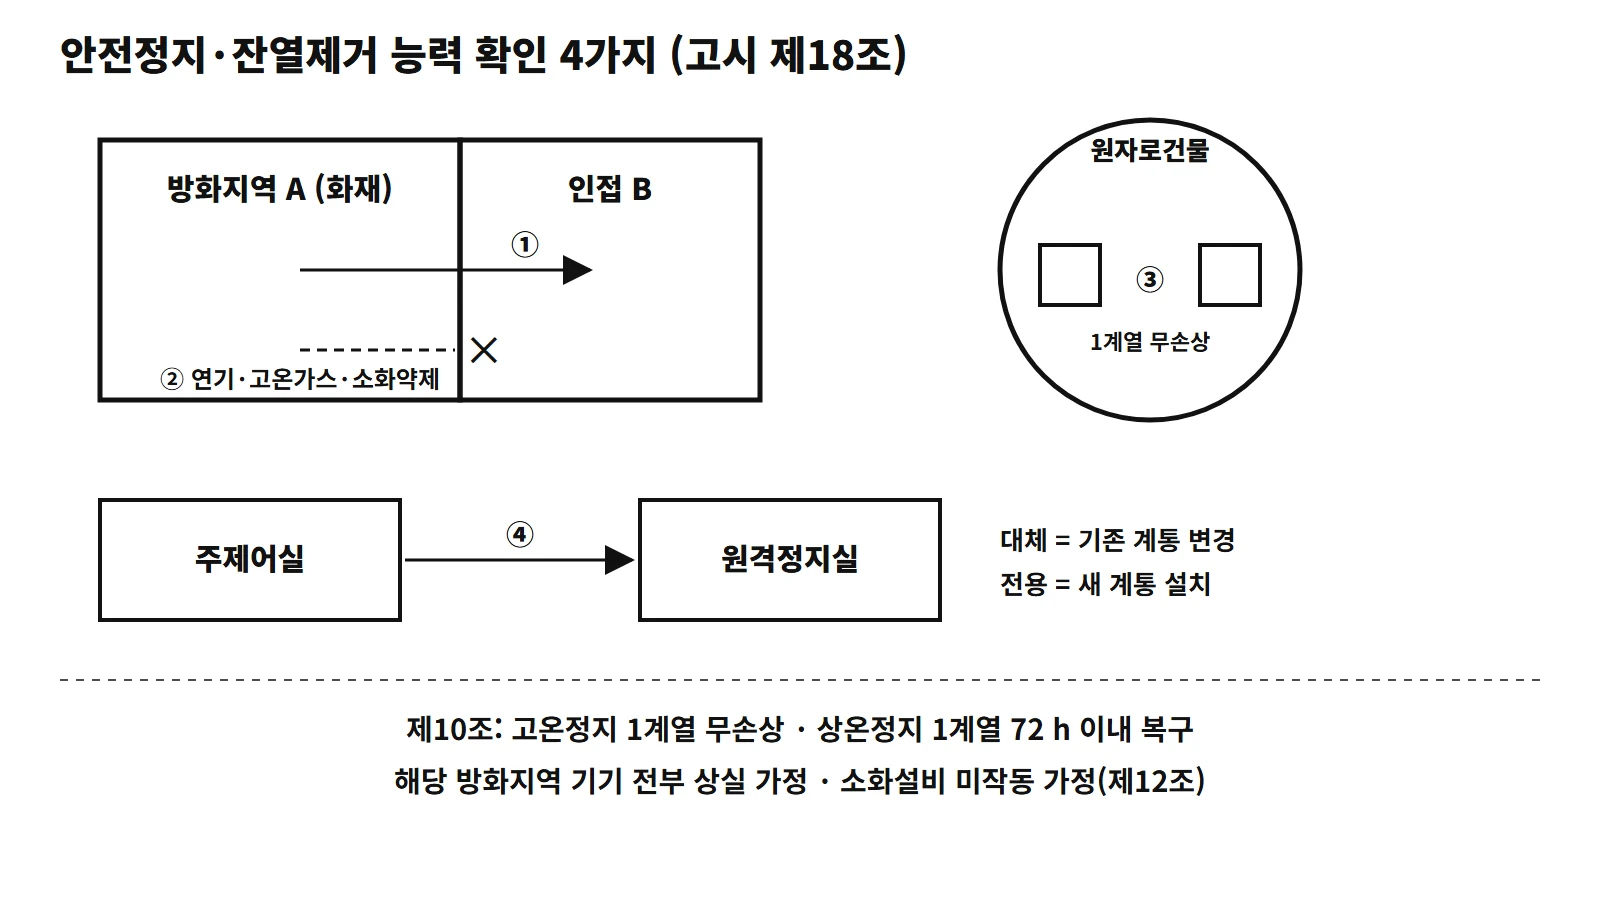 안전정지·잔열제거 능력 확인 4가지 (고시 제18조)
방화지역 A (화재)
인접 B
①
×
② 연기·고온가스·소화약제
원자로건물
③
1계열 무손상
주제어실
④
원격정지실
대체 = 기존 계통 변경
전용 = 새 계통 설치
제10조: 고온정지 1계열 무손상 · 상온정지 1계열 72 h 이내 복구
해당 방화지역 기기 전부 상실 가정 · 소화설비 미작동 가정(제12조)